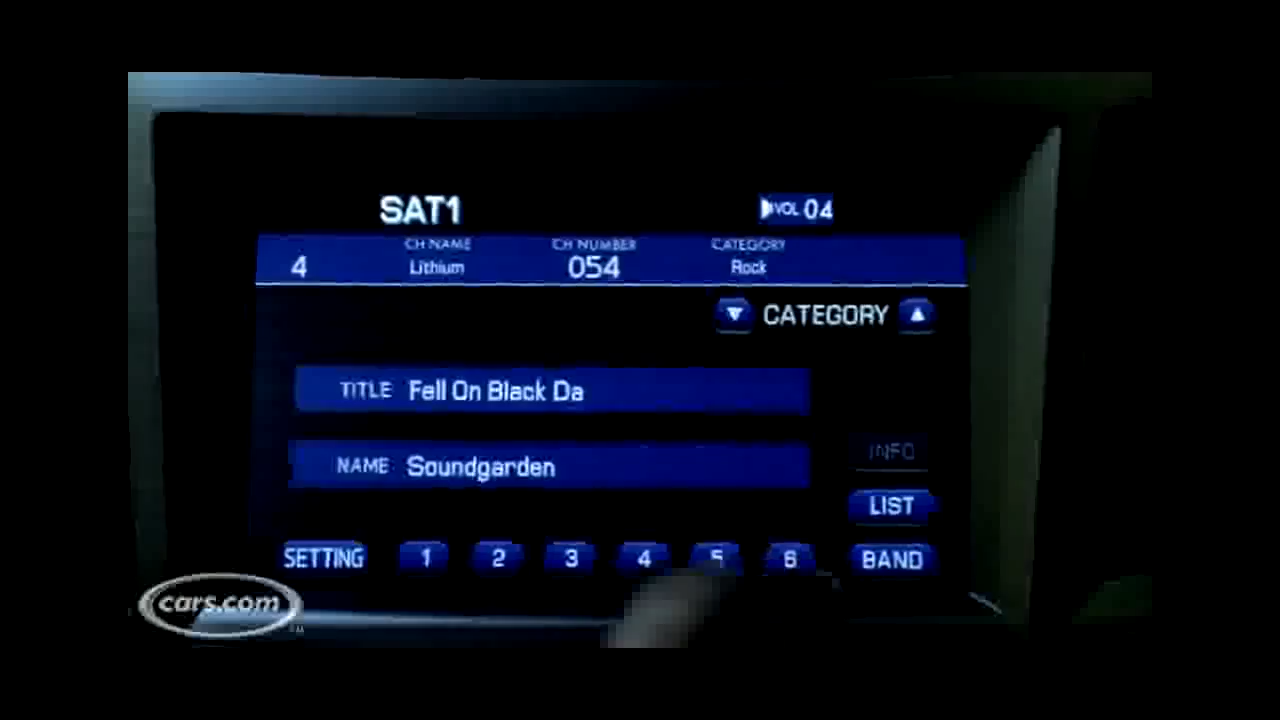 SAT1
VOL 04
CH NAME CH NUMBER CATEGORY
4 Lithium 054 Rock
CATEGORY
TITLE Fell On Black Da
NAME Soundgarden
INFO
LIST
SETTING 1 2 3 4 5 6 BAND
cars.com
TM